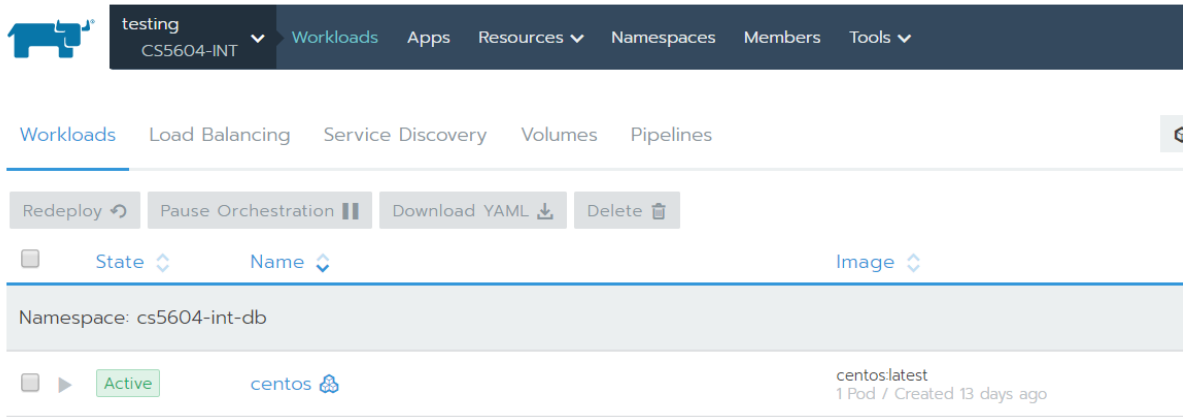 testing
CS5604-INT
Workloads Apps Resources Namespaces Members Tools
Workloads Load Balancing Service Discovery Volumes Pipelines
Redeploy Pause Orchestration Download YAML Delete
State Name Image
Namespace: cs5604-int-db
Active centos centos:latest
1 Pod / Created 13 days ago